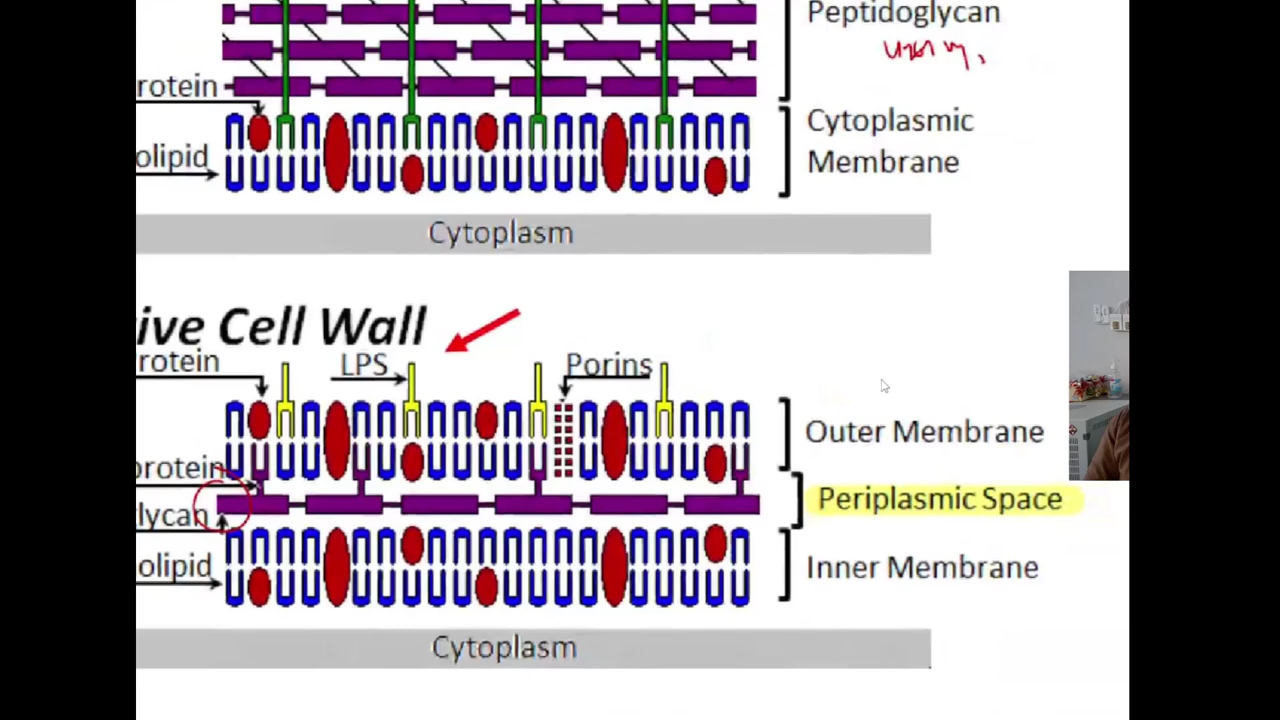 Peptidoglycan
rotein
Cytoplasmic
Membrane
olipid
Cytoplasm
ive Cell Wall
rotein
LPS
Porins
Outer Membrane
protein
Periplasmic Space
lycan
olipid
Inner Membrane
Cytoplasm